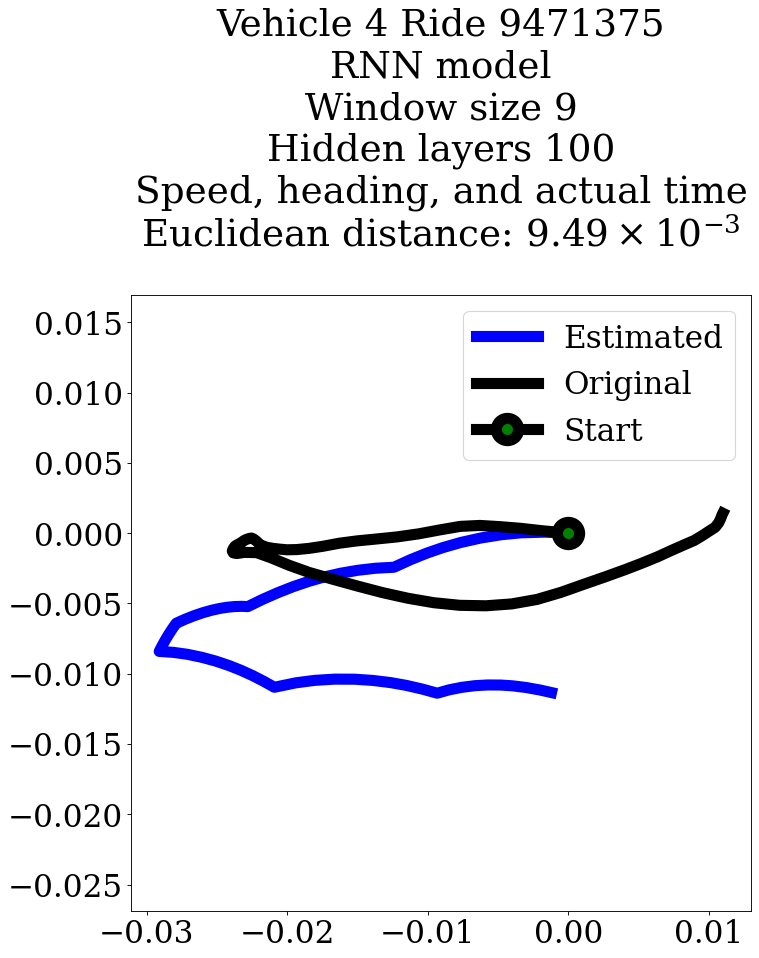 Vehicle 4 Ride 9471375
RNN model
Window size 9
Hidden layers 100
Speed, heading, and actual time
Euclidean distance: 9.49 × 10⁻³
Estimated
Original
Start
0.015
0.010
0.005
0.000
−0.005
−0.010
−0.015
−0.020
−0.025
−0.03 −0.02 −0.01 0.00 0.01